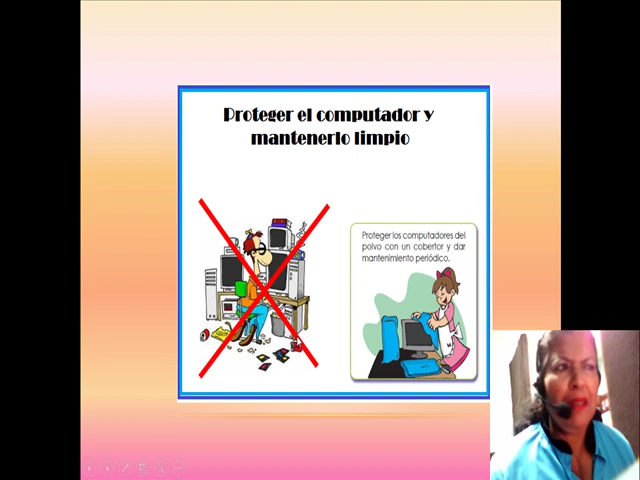 Proteger el computador y
mantenerlo limpio
Proteger los computadores del
polvo con un cobertor y dar
mantenimiento periódico.